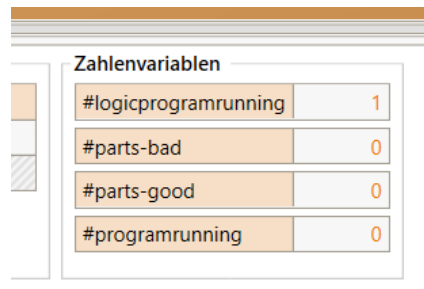 Zahlenvariablen
#logicprogramrunning 1
#parts-bad 0
#parts-good 0
#programrunning 0